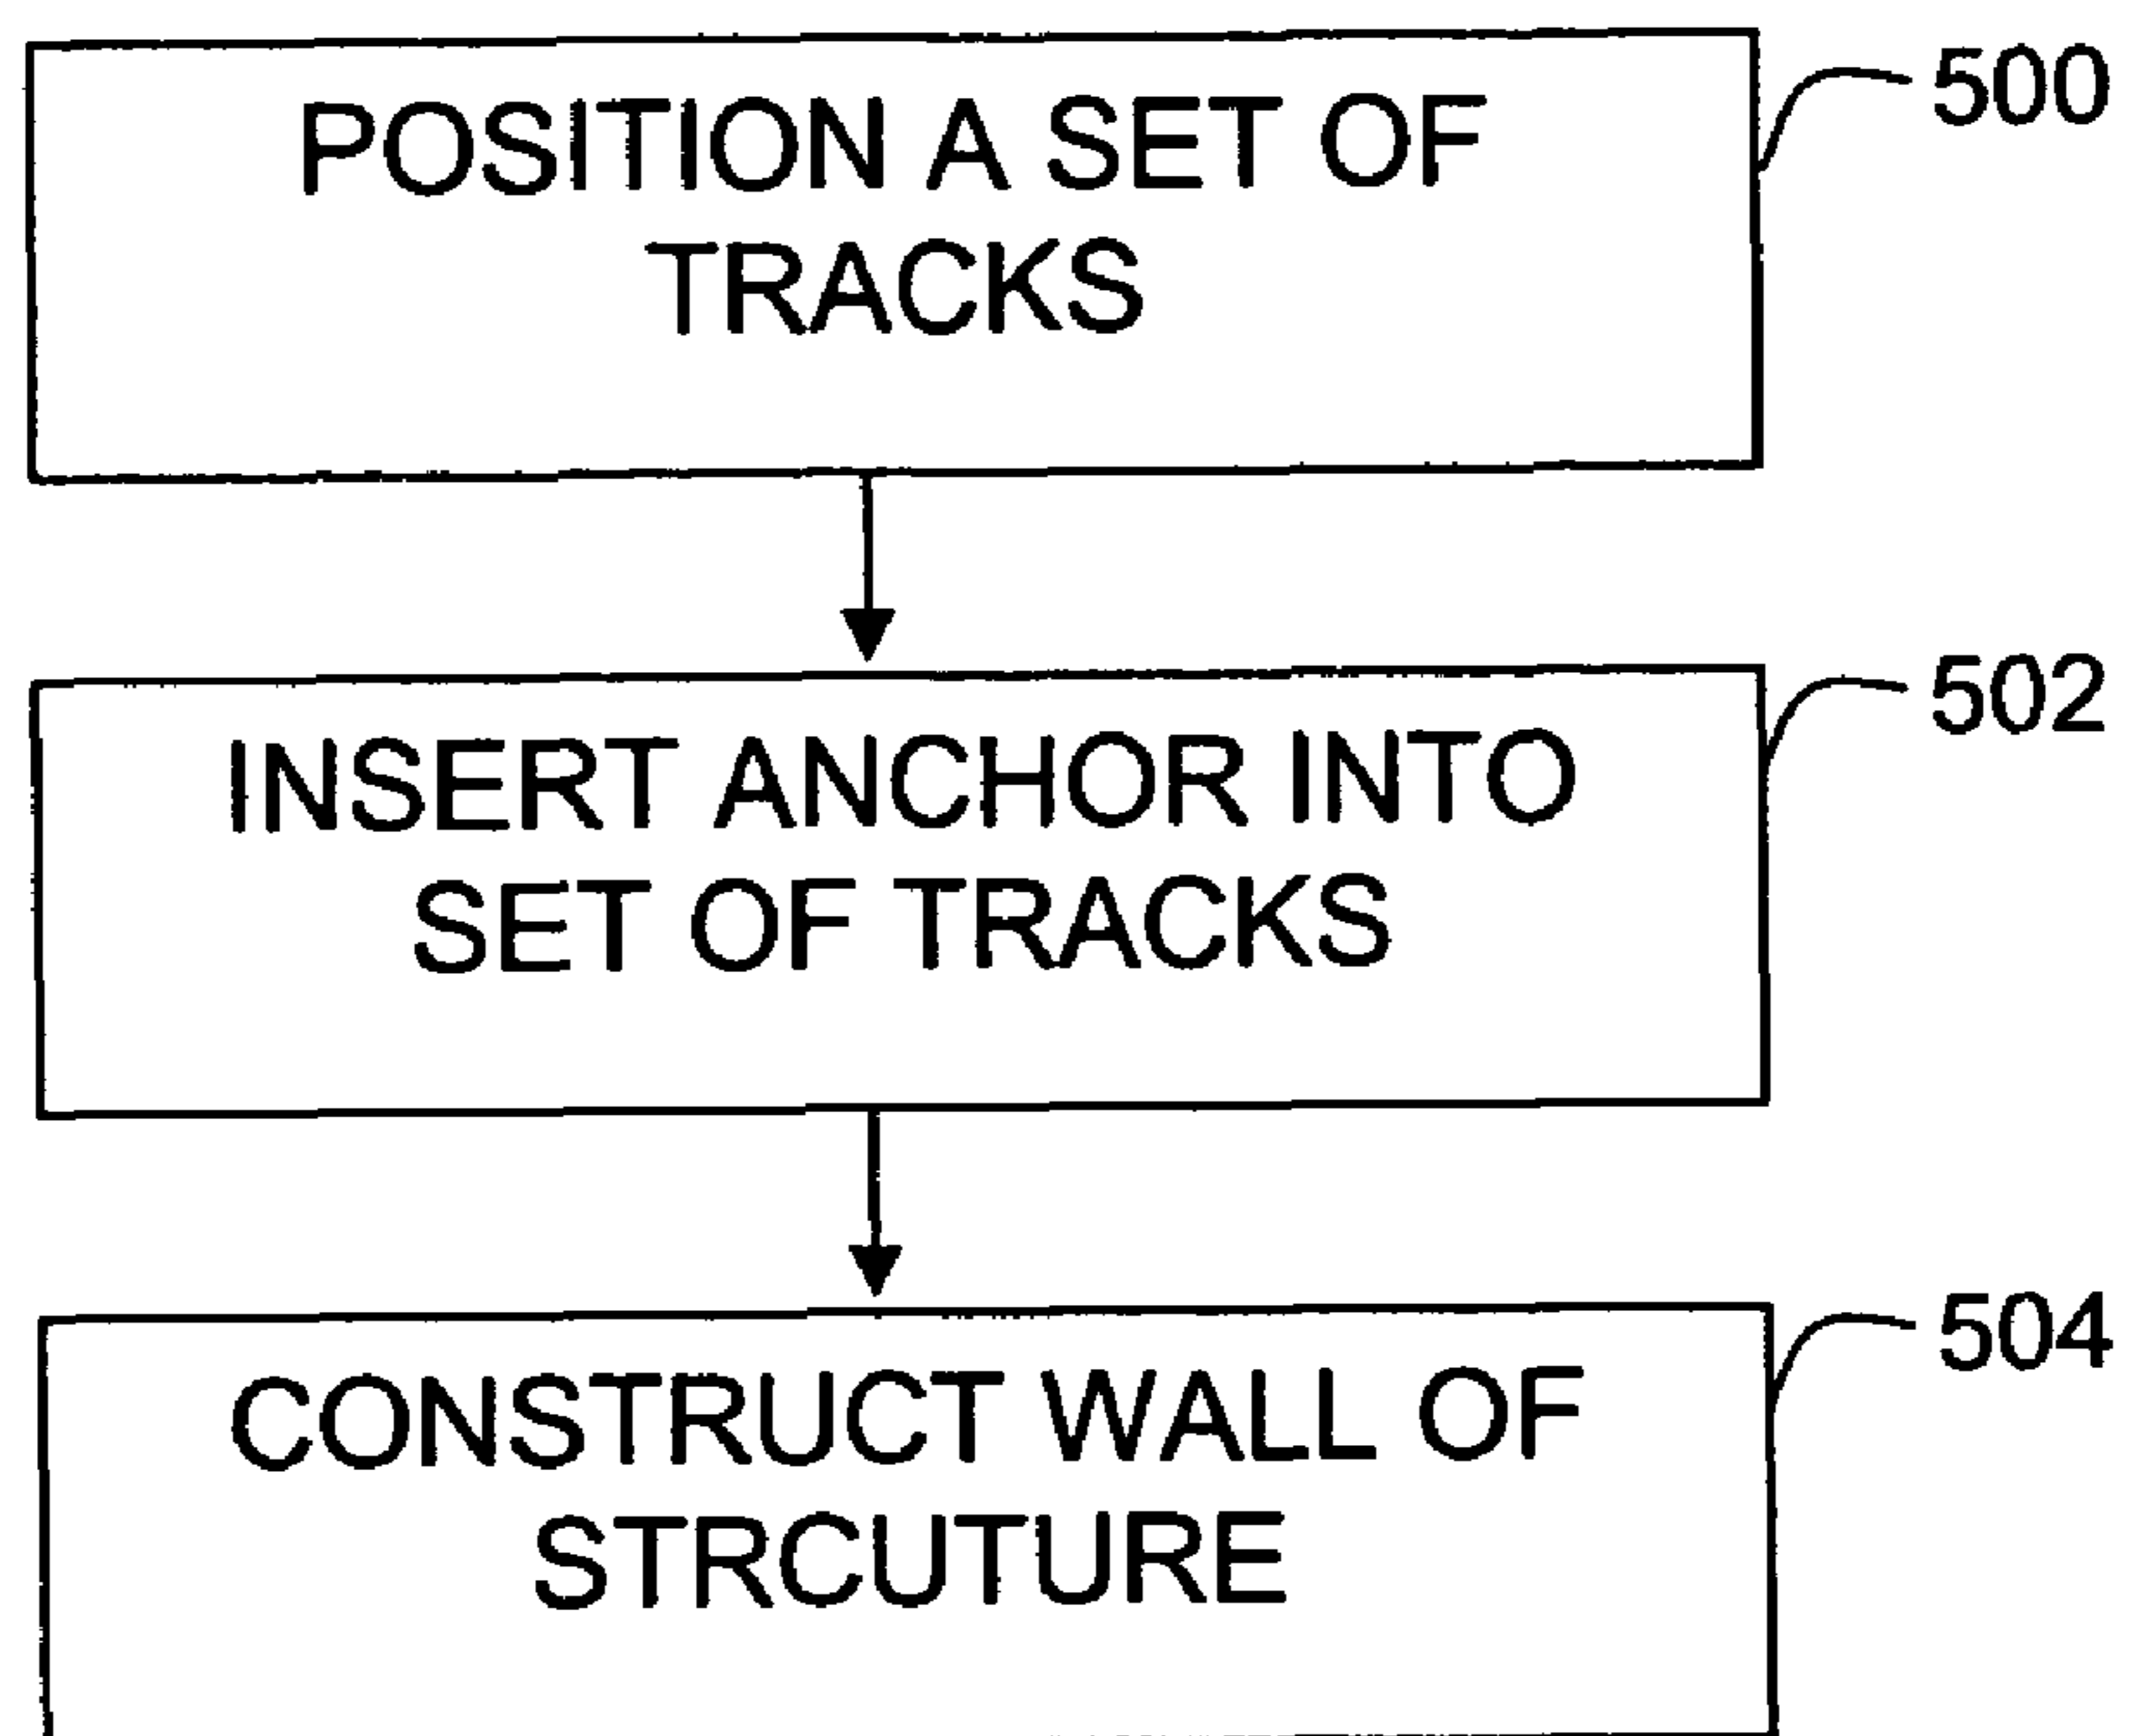 POSITION A SET OF
TRACKS
500
INSERT ANCHOR INTO
SET OF TRACKS
502
CONSTRUCT WALL OF
STRCUTURE
504